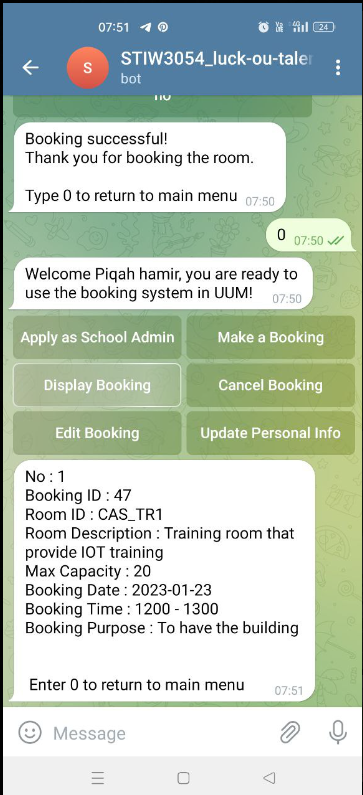 07:51
4G
24
S
STIW3054_luck-ou-taler
bot
no
Booking successful!
Thank you for booking the room.
Type 0 to return to main menu 07:50
0 07:50
Welcome Piqah hamir, you are ready to
use the booking system in UUM! 07:50
Apply as School Admin Make a Booking
Display Booking Cancel Booking
Edit Booking Update Personal Info
No : 1
Booking ID : 47
Room ID : CAS_TR1
Room Description : Training room that
provide IOT training
Max Capacity : 20
Booking Date : 2023-01-23
Booking Time : 1200 - 1300
Booking Purpose : To have the building
Enter 0 to return to main menu 07:51
Message